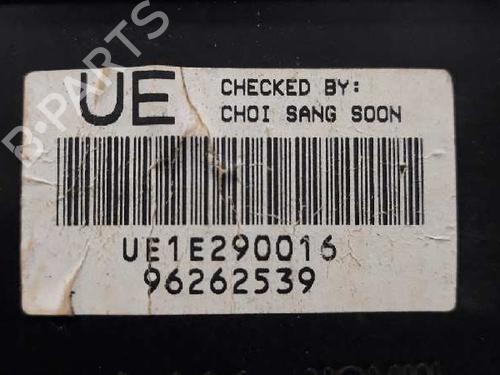 B-PARTS
UE
CHECKED BY:
CHOI SANG SOON
UE1E290016
96262539